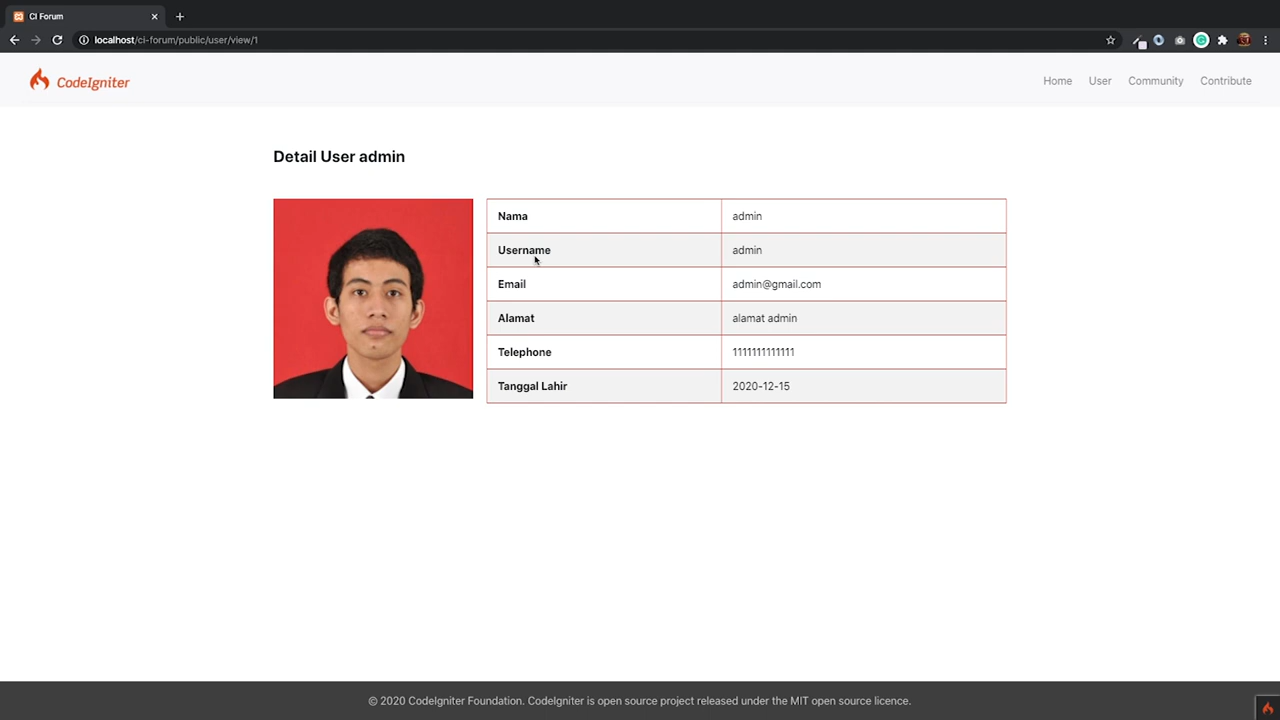 CI Forum
localhost/ci-forum/public/user/view/1
CodeIgniter
Home User Community Contribute
Detail User admin
Nama admin
Username admin
Email admin@gmail.com
Alamat alamat admin
Telephone 1111111111111
Tanggal Lahir 2020-12-15
© 2020 CodeIgniter Foundation. CodeIgniter is open source project released under the MIT open source licence.